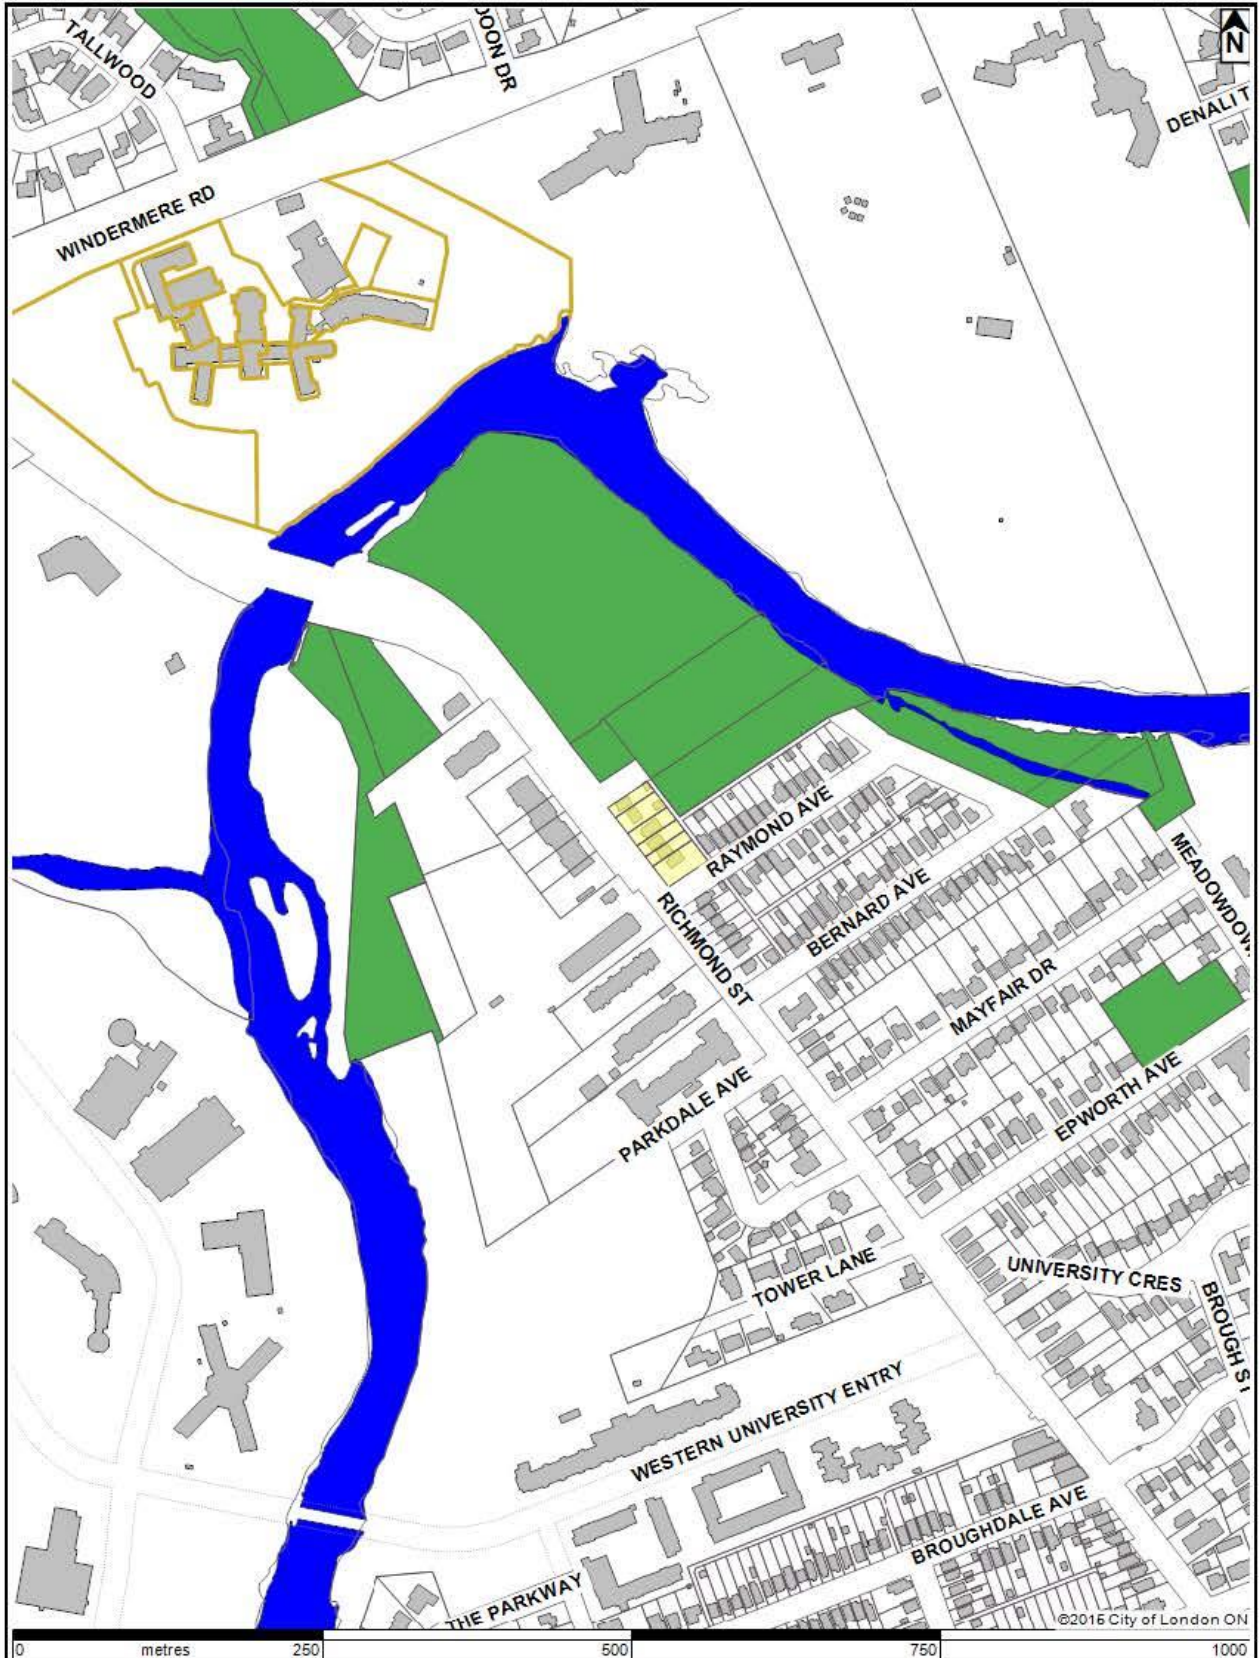 TALLWOOD
DOON DR
N
DENALI T
WINDERMERE RD
RAYMOND AVE
MEADOWDOW
RICHMOND ST
BERNARD AVE
MAYFAIR DR
EPWORTH AVE
PARKDALE AVE
TOWER LANE
UNIVERSITY CRES
BROUGH ST
WESTERN UNIVERSITY ENTRY
BROUGHDALE AVE
THE PARKWAY
©2016 City of London ON
0 metres 250 500 750 1000